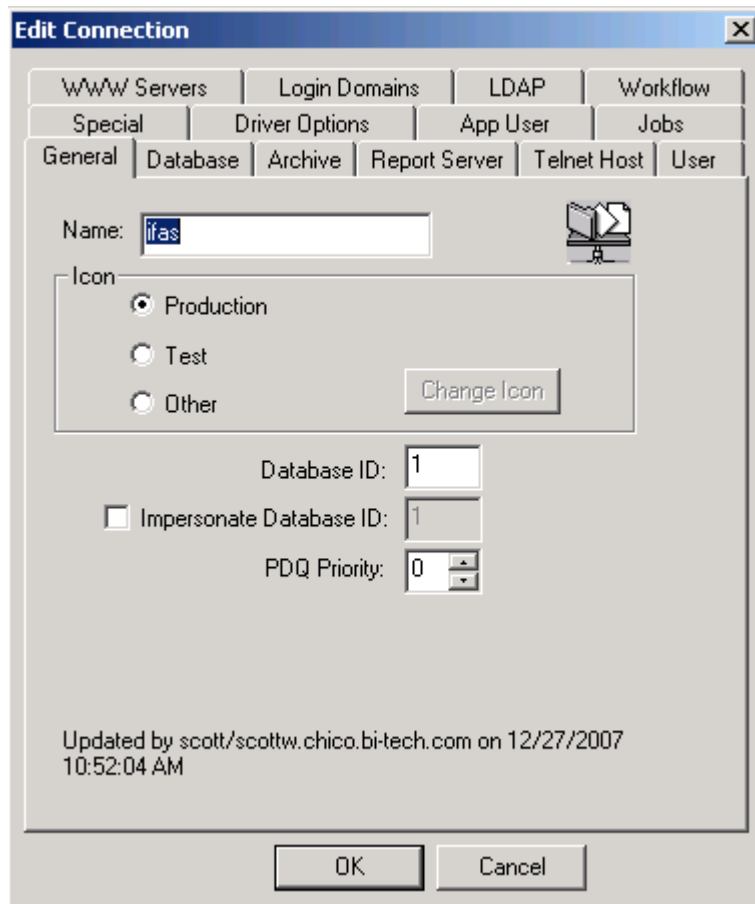 Edit Connection
WWW Servers Login Domains LDAP Workflow
Special Driver Options App User Jobs
General Database Archive Report Server Telnet Host User
Name: ifas
Icon
Production
Test
Other
Change Icon
Database ID: 1
Impersonate Database ID: 1
PDQ Priority: 0
Updated by scott/scottw.chico.bi-tech.com on 12/27/2007
10:52:04 AM
OK Cancel